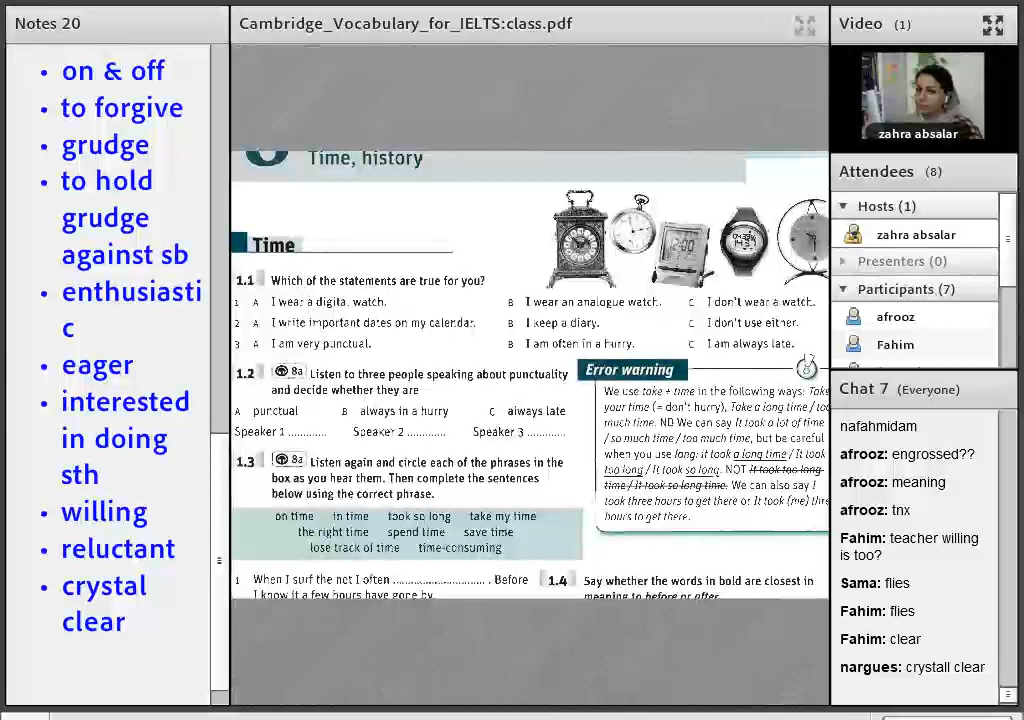 Notes 20
on & off
to forgive
grudge
to hold
grudge
against sb
enthusiasti
c
eager
interested
in doing
sth
willing
reluctant
crystal
clear
Cambridge_Vocabulary_for_IELTS:class.pdf
Time, history
Time
1.1 Which of the statements are true for you?
1 A I wear a digital watch. B I wear an analogue watch. C I don't wear a watch.
2 A I write important dates on my calendar. B I keep a diary. C I don't use either.
3 A I am very punctual. B I am often in a hurry. C I am always late.
1.2 8a Listen to three people speaking about punctuality
and decide whether they are
A punctual B always in a hurry C always late
Speaker 1 ............ Speaker 2 ............ Speaker 3 ............
1.3 8a Listen again and circle each of the phrases in the
box as you hear them. Then complete the sentences
below using the correct phrase.
on time in time took so long take my time
the right time spend time save time
lose track of time time-consuming
1 When I surf the net I often ............................. . Before
I know it a few hours have gone by.
Error warning
We use take + time in the following ways: Take
your time (= don't hurry), Take a long time / too
much time. NO We can say It took a lot of time
/ so much time / too much time, but be careful
when you use long: it took a long time / It took
too long / It took so long. NOT It took too long
time / It took so long time. We can also say I
took three hours to get there or It took (me) three
hours to get there.
1.4 Say whether the words in bold are closest in
meaning to before or after.
Video (1)
zahra absalar
Attendees (8)
Hosts (1)
zahra absalar
Presenters (0)
Participants (7)
afrooz
Fahim
Chat 7 (Everyone)
nafahmidam
afrooz: engrossed??
afrooz: meaning
afrooz: tnx
Fahim: teacher willing
is too?
Sama: flies
Fahim: flies
Fahim: clear
nargues: crystall clear